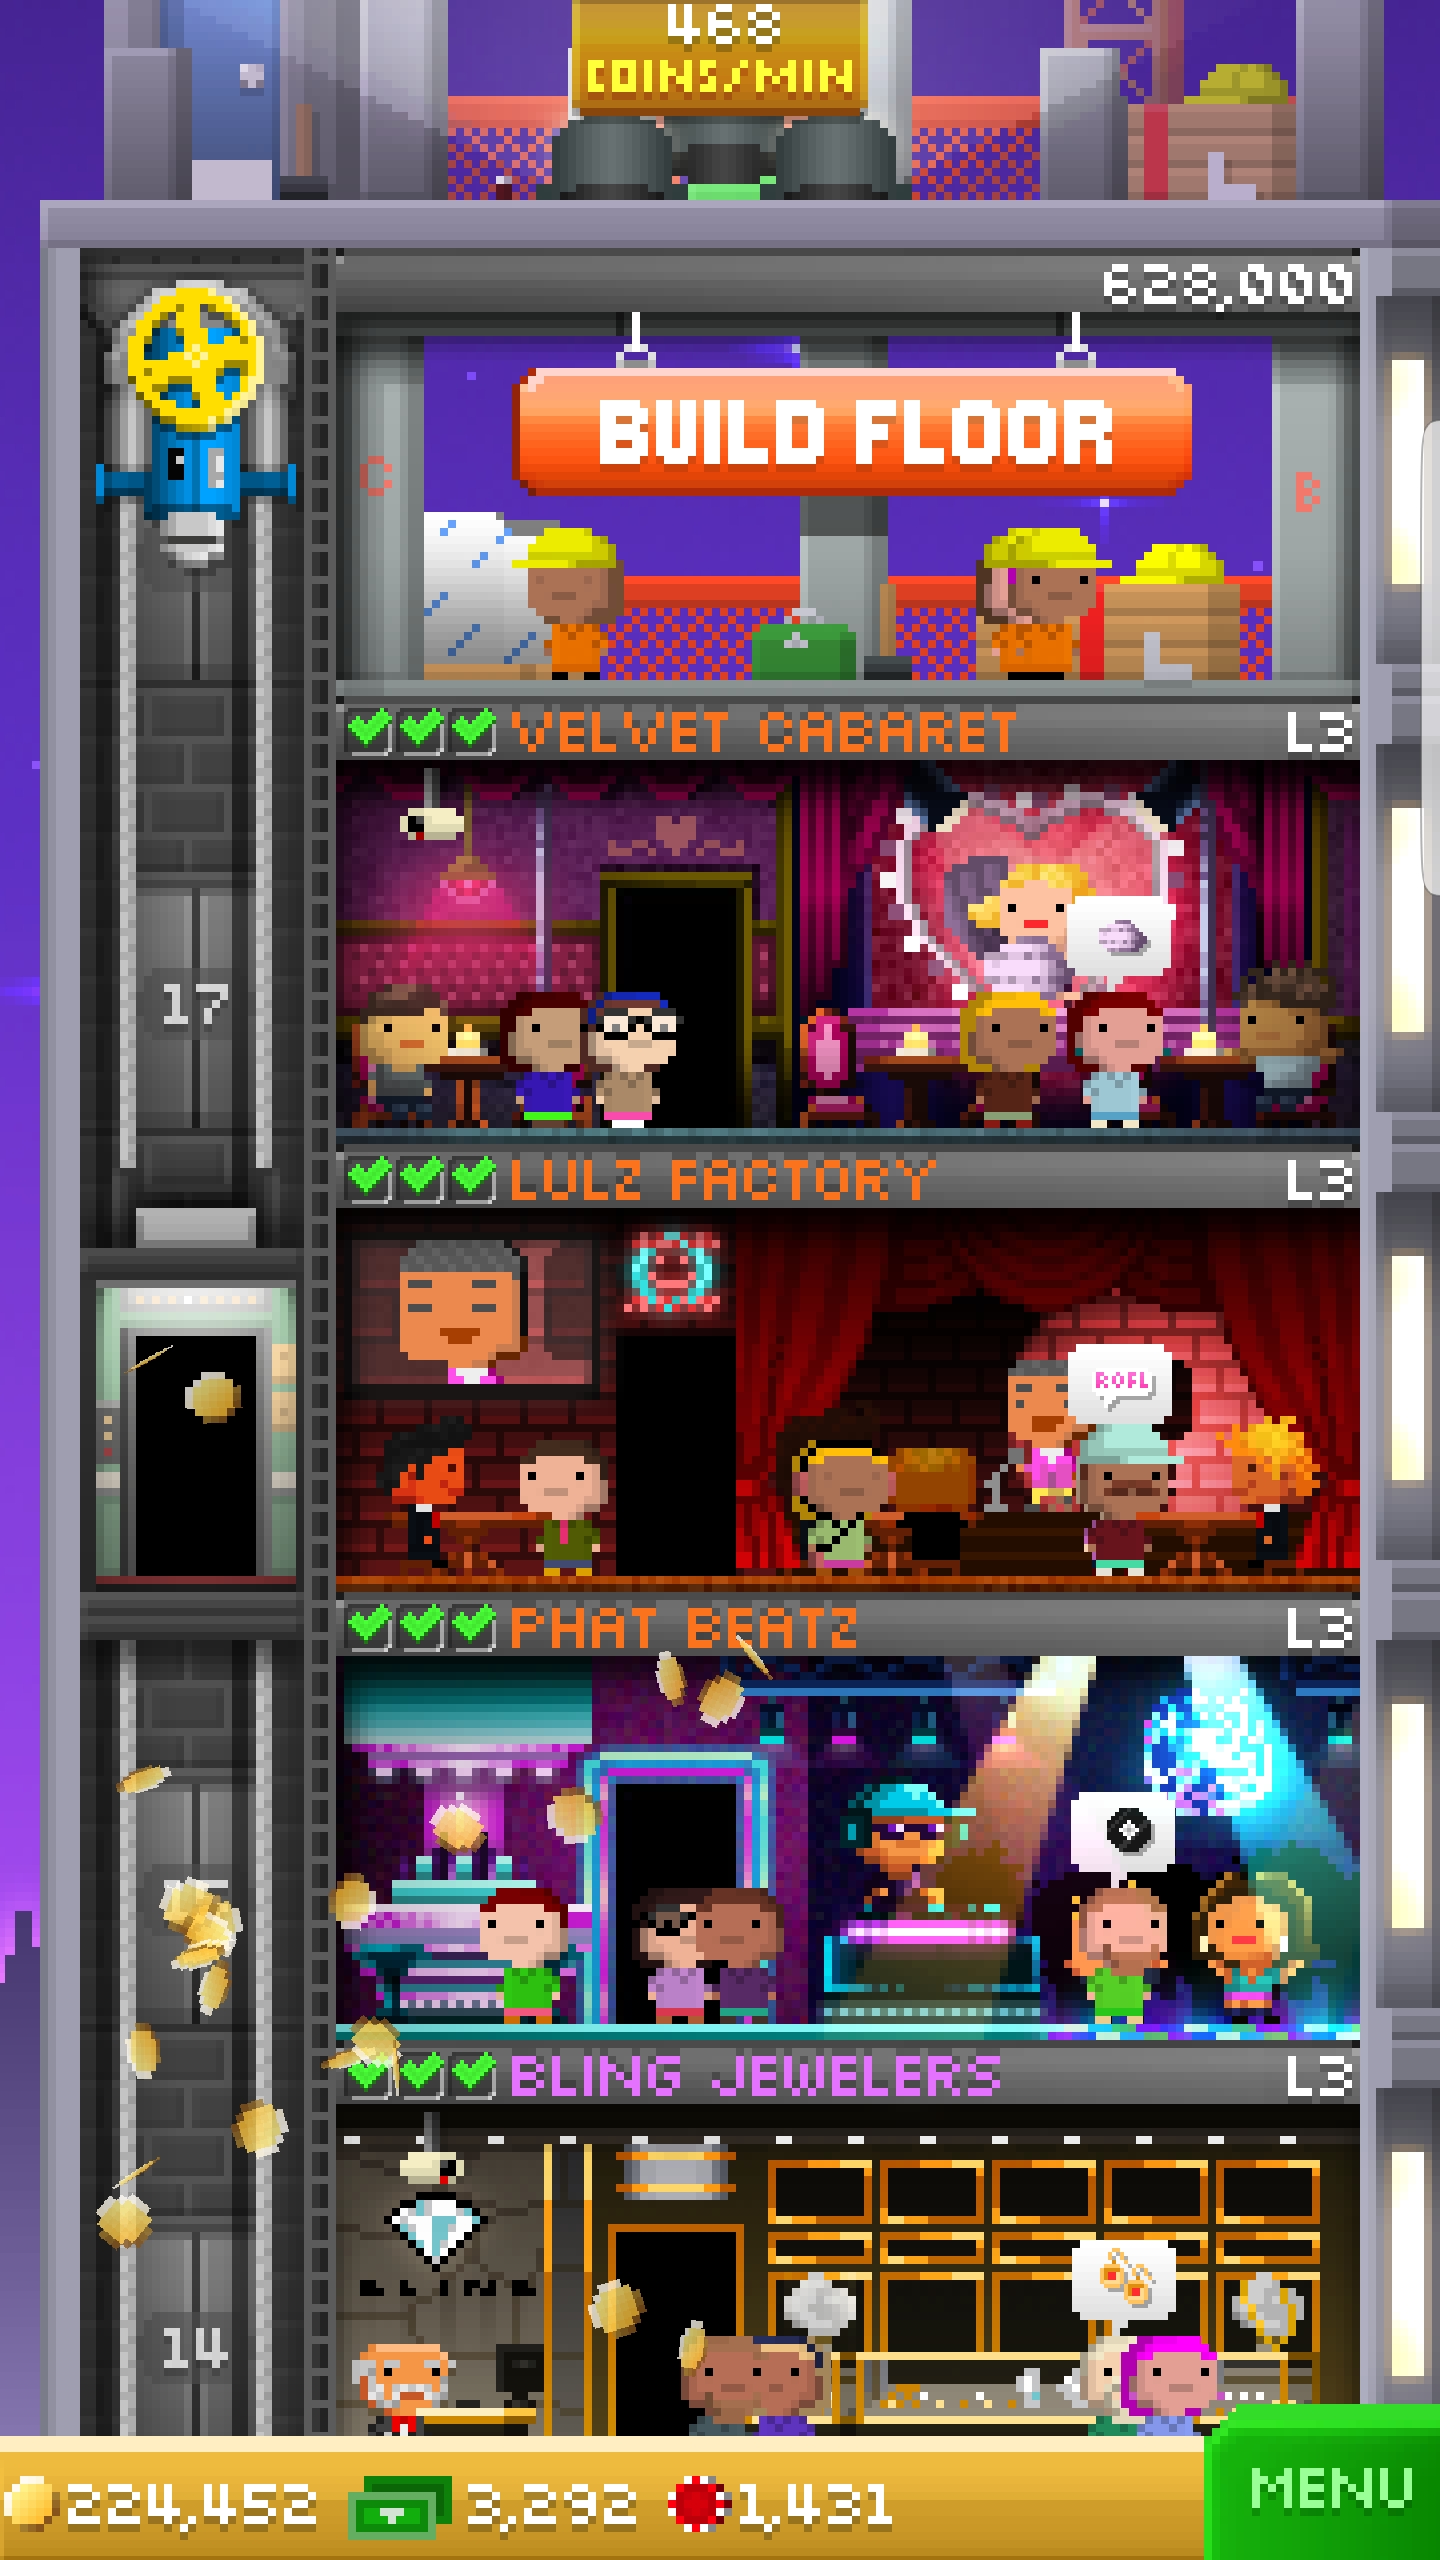 468
COINS/MIN
628,000
BUILD FLOOR
C
B
VELVET CABARET L3
17
LULZ FACTORY L3
ROFL
PHAT BEATZ L3
BLING JEWELERS L3
BLING
14
224,452 3,292 1,431 MENU